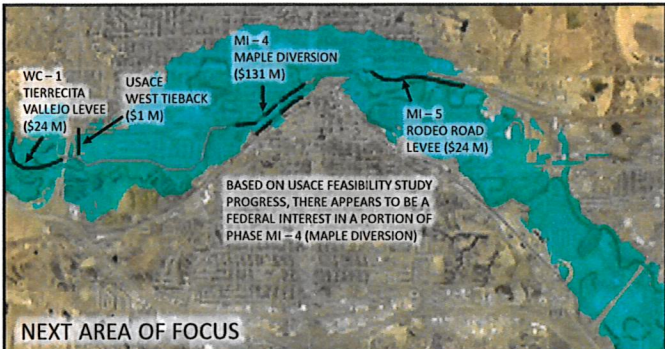 WC – 1
TIERRECITA
VALLEJO LEVEE
($24 M)
USACE
WEST TIEBACK
($1 M)
MI – 4
MAPLE DIVERSION
($131 M)
MI – 5
RODEO ROAD
LEVEE ($24 M)
BASED ON USACE FEASIBILITY STUDY
PROGRESS, THERE APPEARS TO BE A
FEDERAL INTEREST IN A PORTION OF
PHASE MI – 4 (MAPLE DIVERSION)
NEXT AREA OF FOCUS